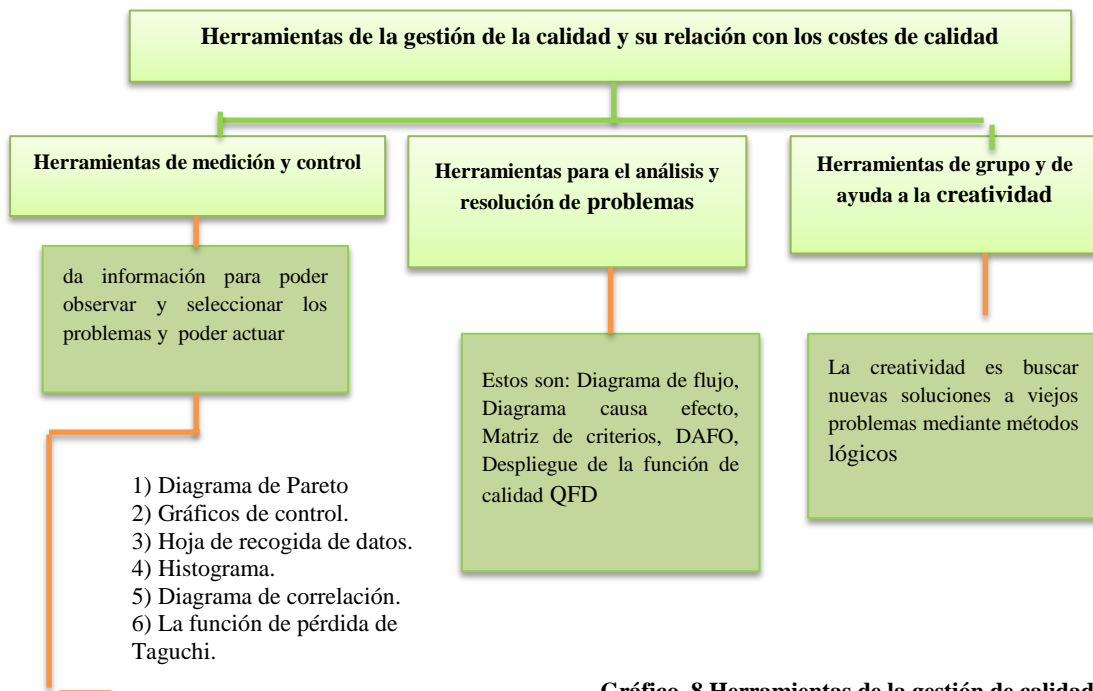 Herramientas de la gestión de la calidad y su relación con los costes de calidad
Herramientas de medición y control
da información para poder
observar y seleccionar los
problemas y poder actuar
1) Diagrama de Pareto
2) Gráficos de control.
3) Hoja de recogida de datos.
4) Histograma.
5) Diagrama de correlación.
6) La función de pérdida de
Taguchi.
Herramientas para el análisis y
resolución de problemas
Estos son: Diagrama de flujo,
Diagrama causa efecto,
Matriz de criterios, DAFO,
Despliegue de la función de
calidad QFD
Herramientas de grupo y de
ayuda a la creatividad
La creatividad es buscar
nuevas soluciones a viejos
problemas mediante métodos
lógicos
Gráfico 8 Herramientas de la gestión de calidad